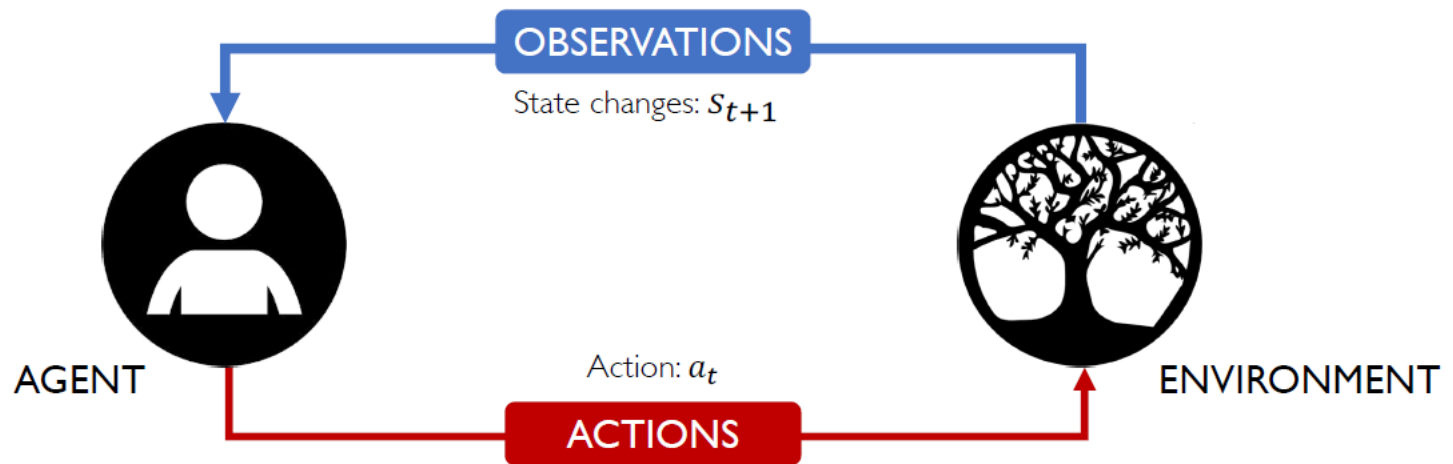 OBSERVATIONS
State changes: s_{t+1}
AGENT
ENVIRONMENT
Action: a_t
ACTIONS